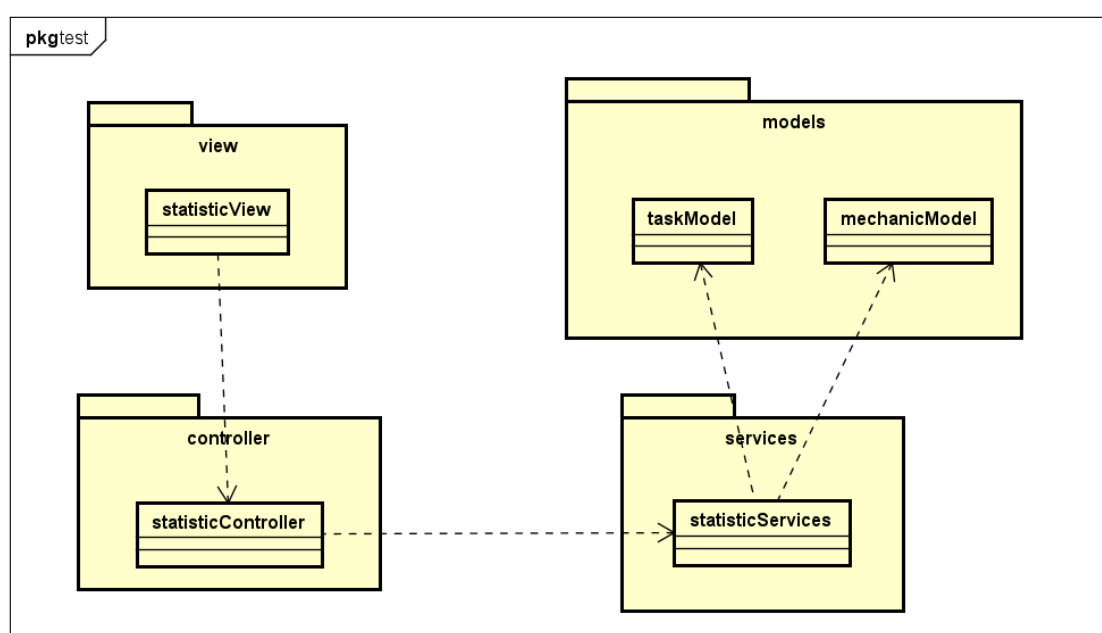 pkgtest
view
statisticView
models
taskModel
mechanicModel
controller
statisticController
services
statisticServices